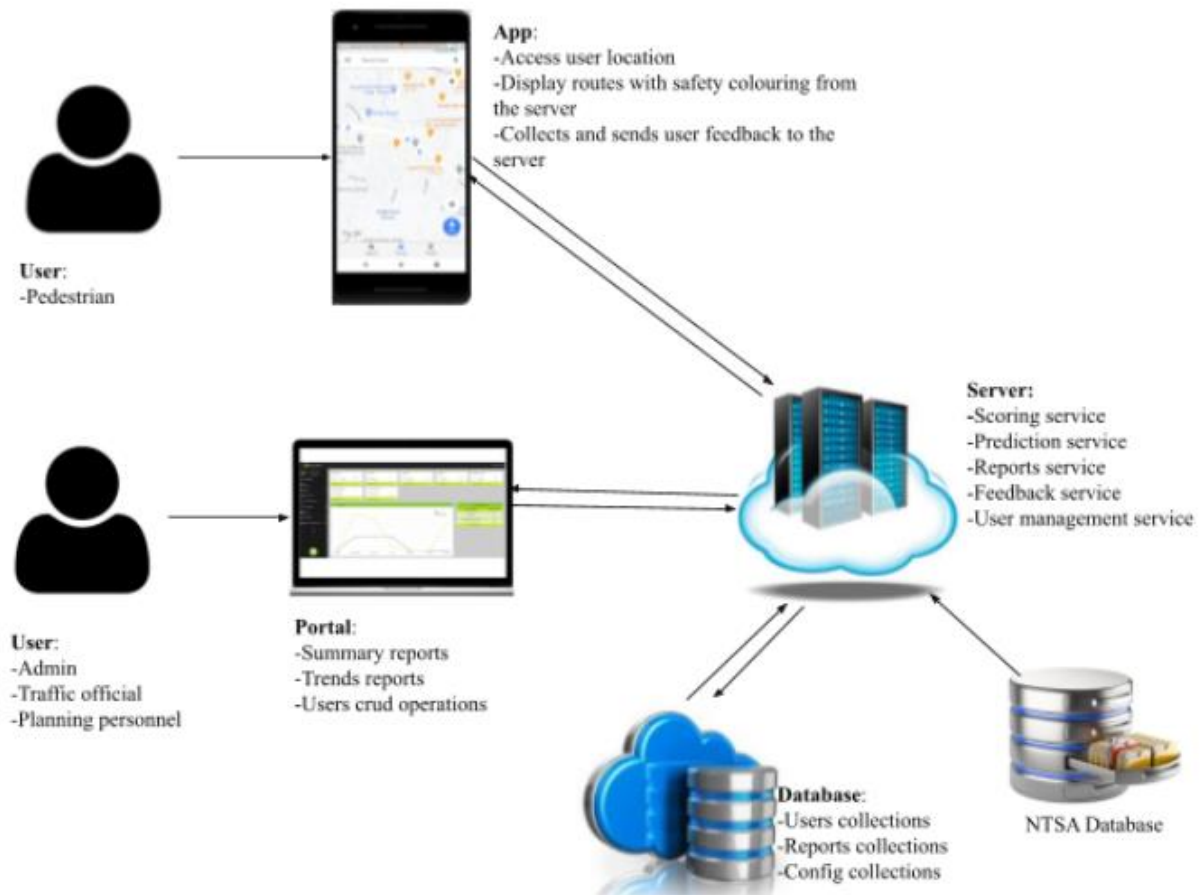 App:
-Access user location
-Display routes with safety colouring from
the server
-Collects and sends user feedback to the
server
User:
-Pedestrian
Server:
-Scoring service
-Prediction service
-Reports service
-Feedback service
-User management service
Portal:
-Summary reports
-Trends reports
-Users crud operations
User:
-Admin
-Traffic official
-Planning personnel
Database:
-Users collections
-Reports collections
-Config collections
NTSA Database